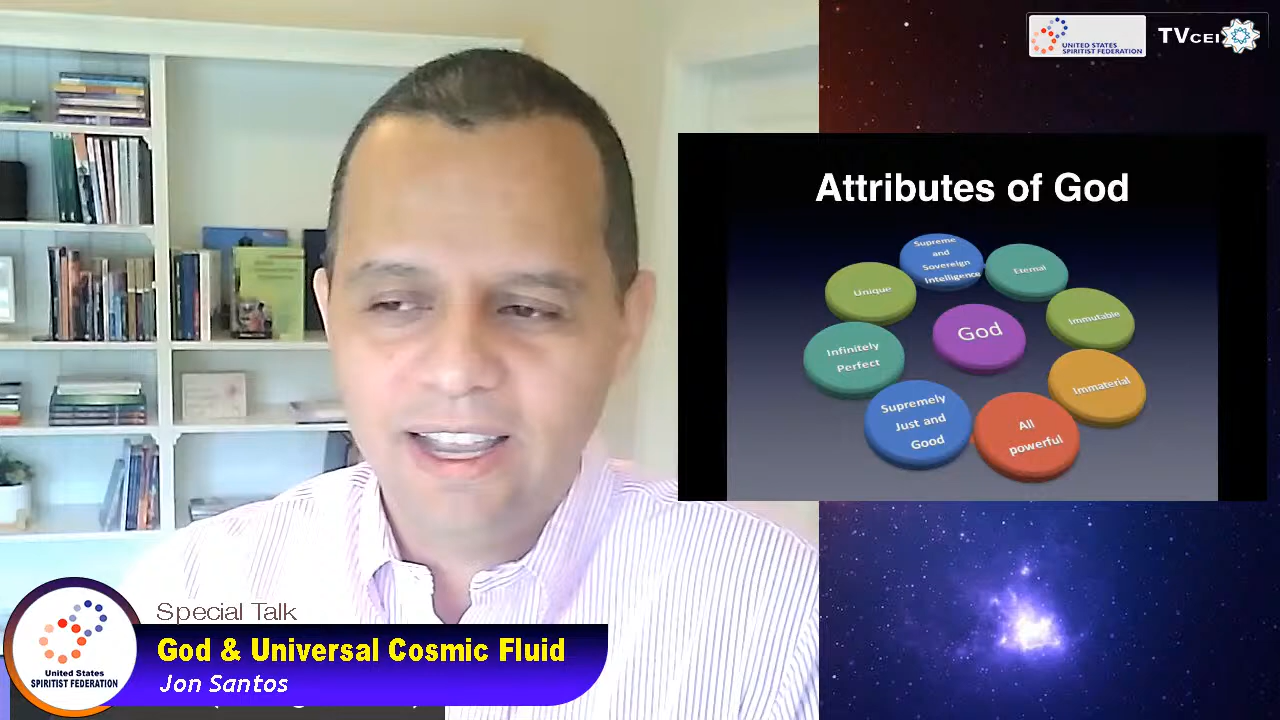 UNITED STATES
SPIRITIST FEDERATION
TVCEI
Attributes of God
Supreme
and
Sovereign
Intelligence
Eternal
Unique
Immutable
God
Infinitely
Perfect
Immaterial
Supremely
Just and
Good
All
powerful
Special Talk
God & Universal Cosmic Fluid
Jon Santos
United States
SPIRITIST FEDERATION